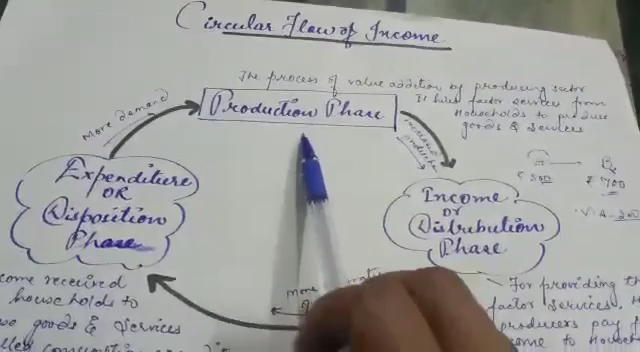 Circular Flow of Income
The process of value addition by producing sector
It hires factor services from
Households to produce
goods & Services
More demand
Production Phase
Expenditure
OR
Disposition
Phase
Income
or
Distribution
Phase
₹ 500
₹ 700
V.A.
more
come received
households to
goods & Services
For providing th
factor services,
producers pay f
come to Househol